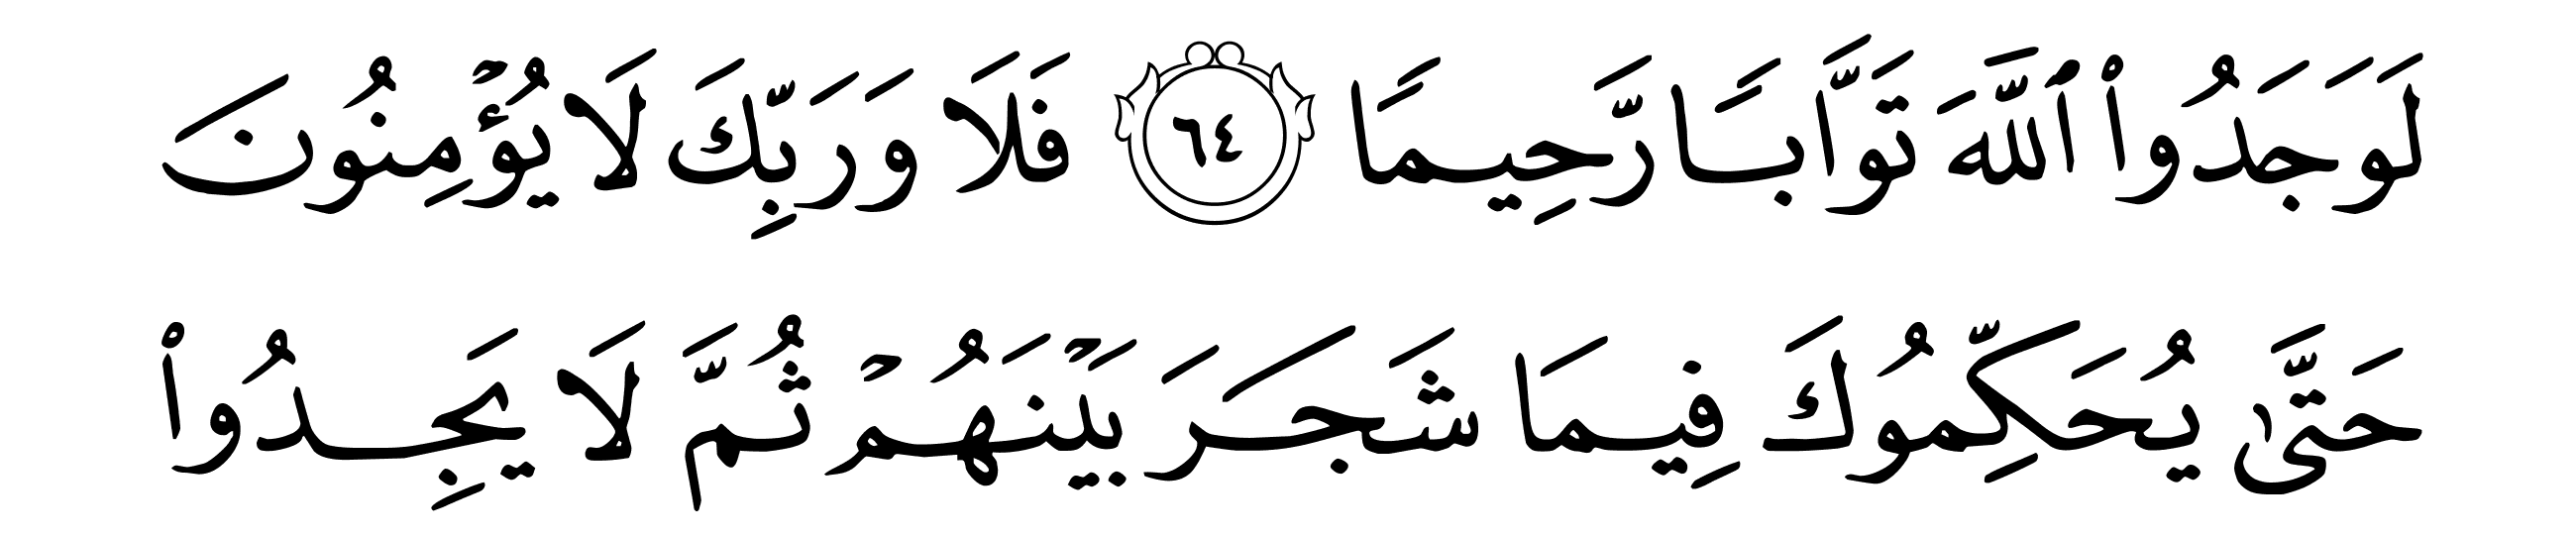 لَوَجَدُوا۟ ٱللَّهَ تَوَّابًا رَّحِيمًا ٦٤ فَلَا وَرَبِّكَ لَا يُؤْمِنُونَ
حَتَّىٰ يُحَكِّمُوكَ فِيمَا شَجَرَ بَيْنَهُمْ ثُمَّ لَا يَجِدُوا۟